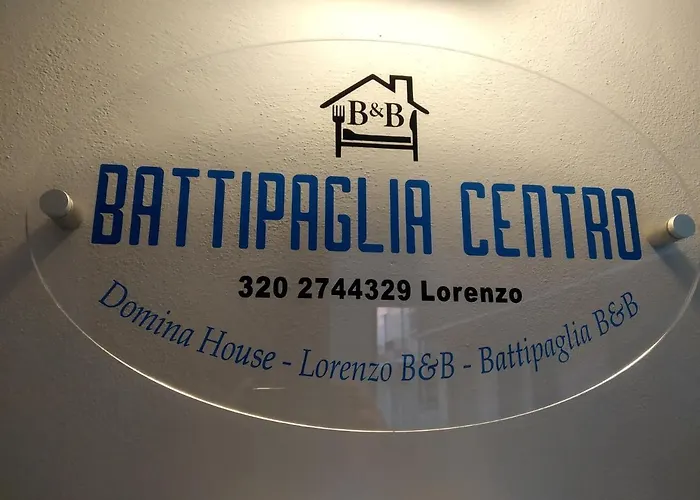 B&B
BATTIPAGLIA CENTRO
320 2744329 Lorenzo
Domina House - Lorenzo B&B - Battipaglia B&B